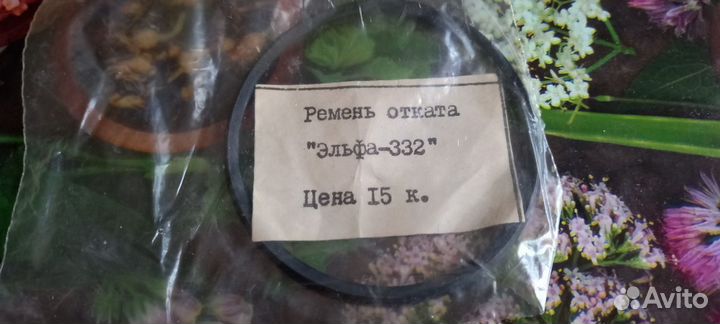 Ремень отката
"Эльфа-332"
Цена I5 к.
Avito